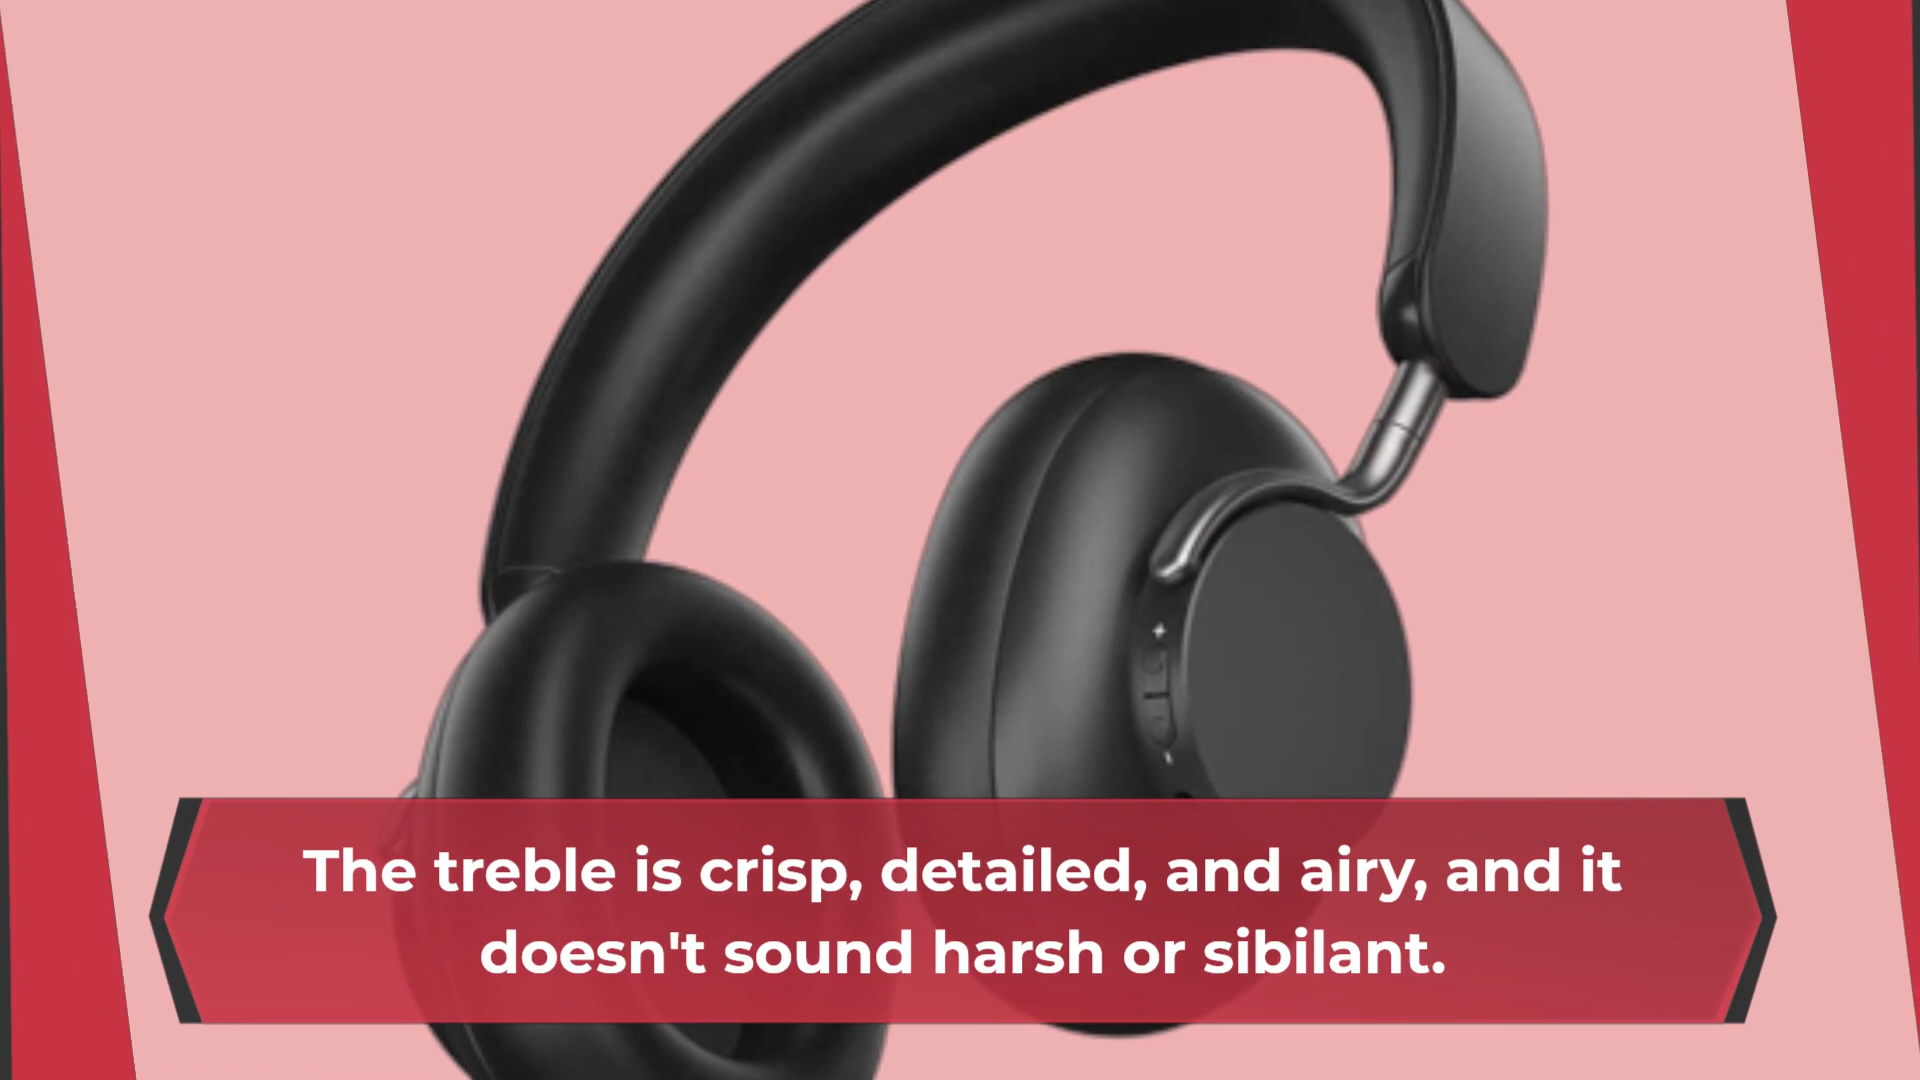 The treble is crisp, detailed, and airy, and it
doesn't sound harsh or sibilant.